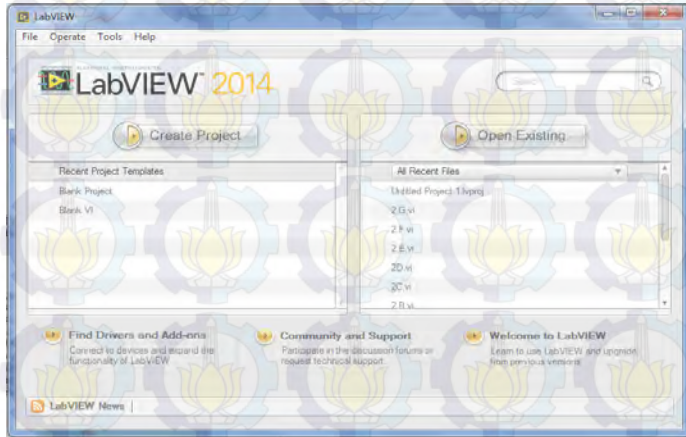 LabVIEW
File Operate Tools Help
LabVIEW™ 2014
Create Project
Open Existing
Recent Project Templates
Blank Project
Blank VI
All Recent Files
Untitled Project 1.lvproj
2.G.vi
2.F.vi
2.E.vi
2D.vi
2C.vi
2.B.vi
Find Drivers and Add-ons
Connect to devices and expand the
functionality of LabVIEW.
Community and Support
Participate in the discussion forums or
request technical support.
Welcome to LabVIEW
Learn to use LabVIEW and upgrade
from previous versions.
LabVIEW News